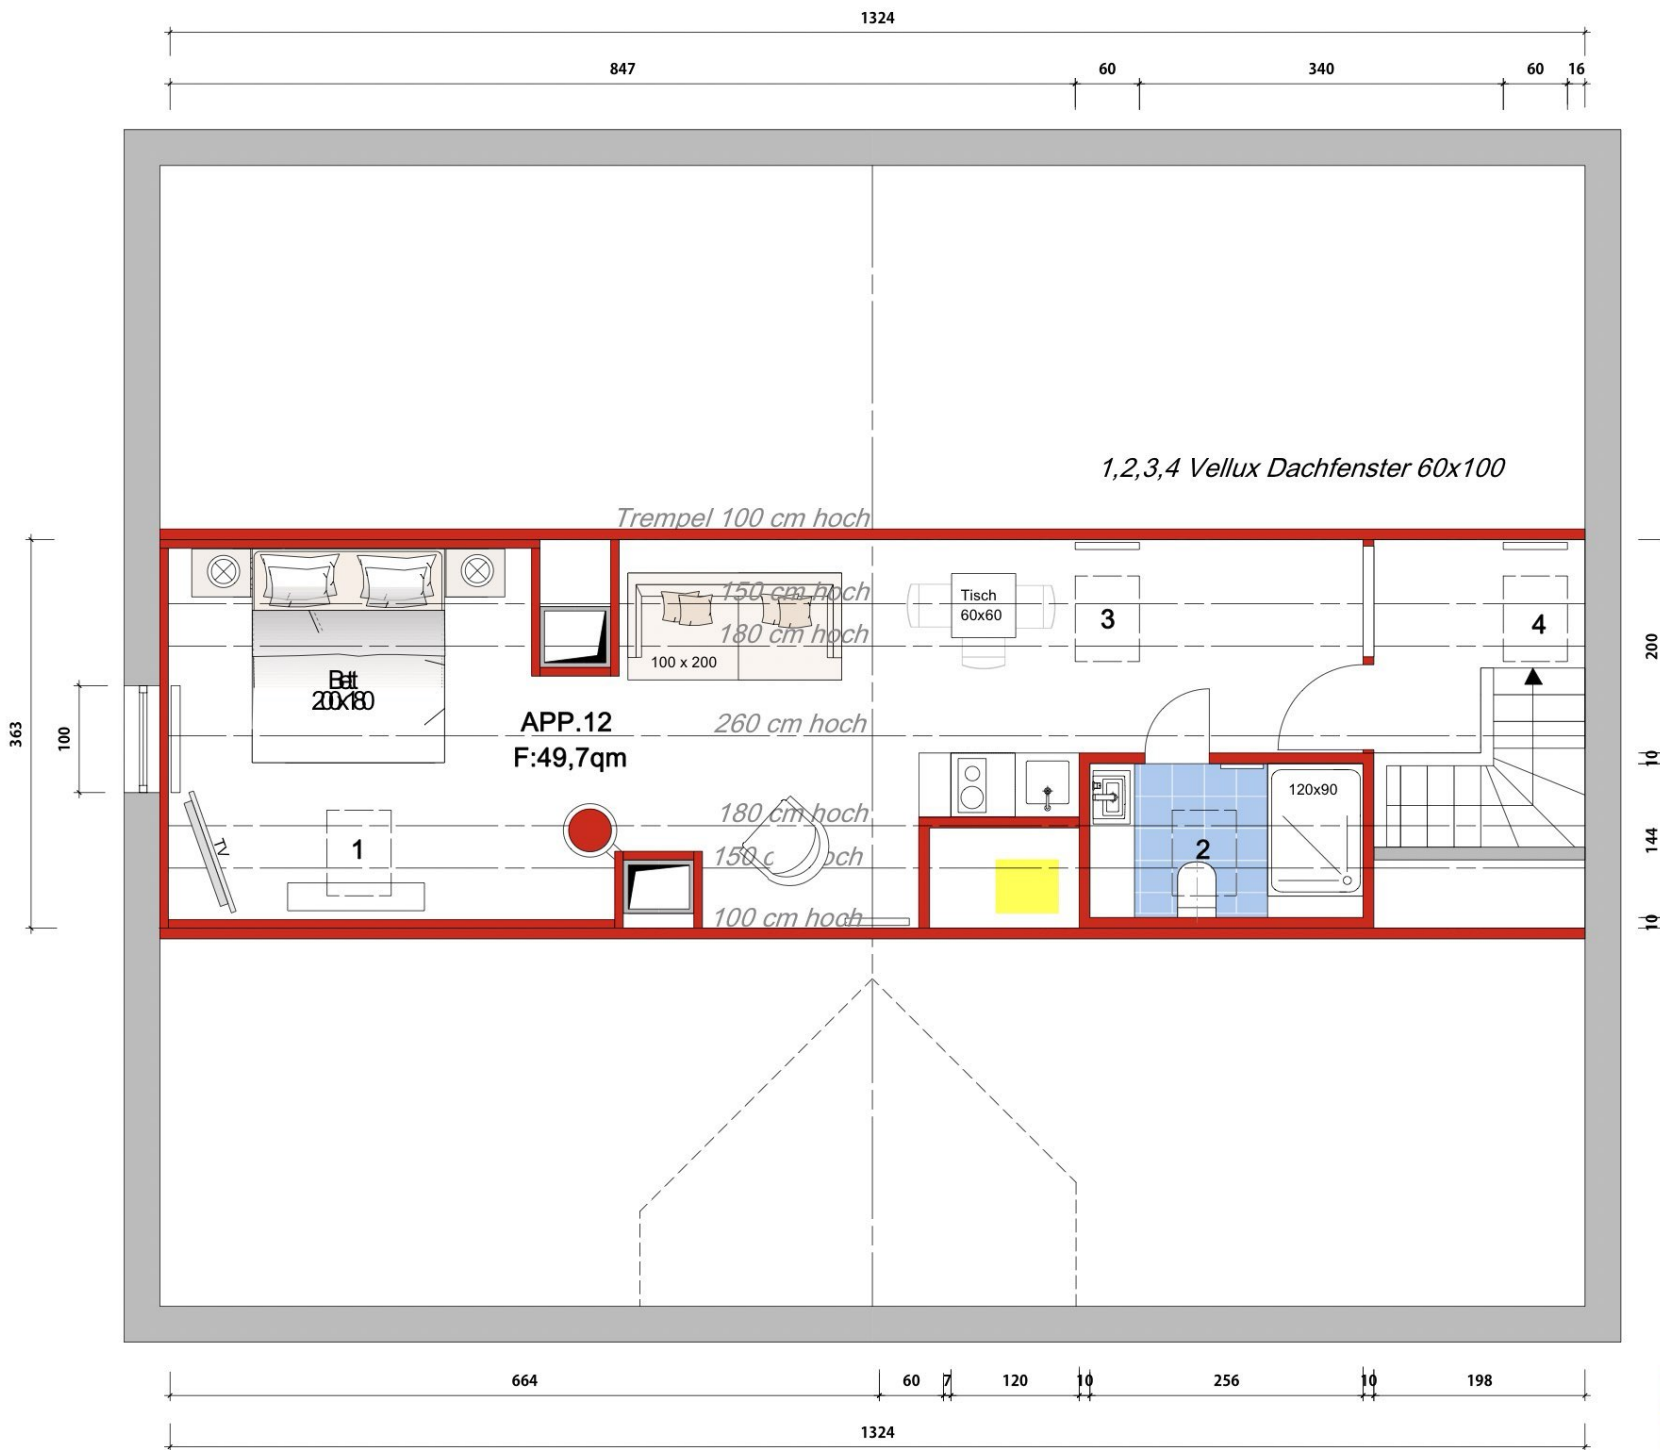 1324
847
60
340
60
16
1,2,3,4 Vellux Dachfenster 60x100
Trempel 100 cm hoch
150 cm hoch
Tisch
60x60
3
4
180 cm hoch
100 x 200
200
Bett
200x180
APP.12
F:49,7qm
260 cm hoch
363
100
10
120x90
180 cm hoch
TV
1
150 c och
2
144
100 cm hoch
10
664
60
7
120
10
256
10
198
1324